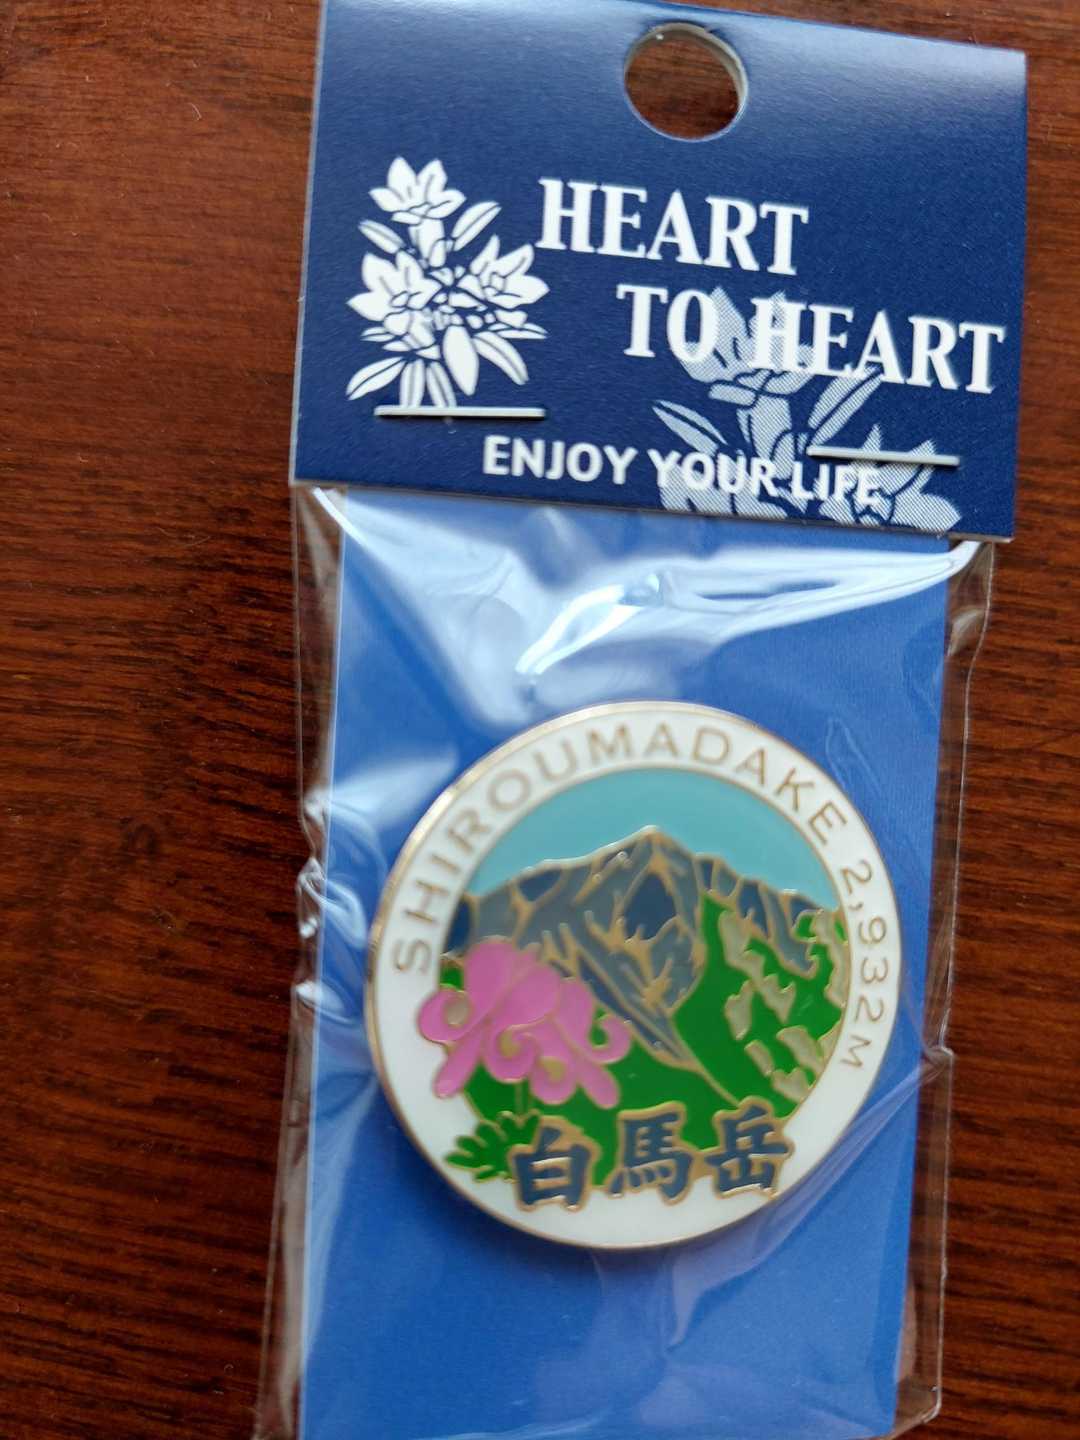 HEART
TO HEART
ENJOY YOUR LIFE
SHIROUMADAKE 2,932M
白馬岳